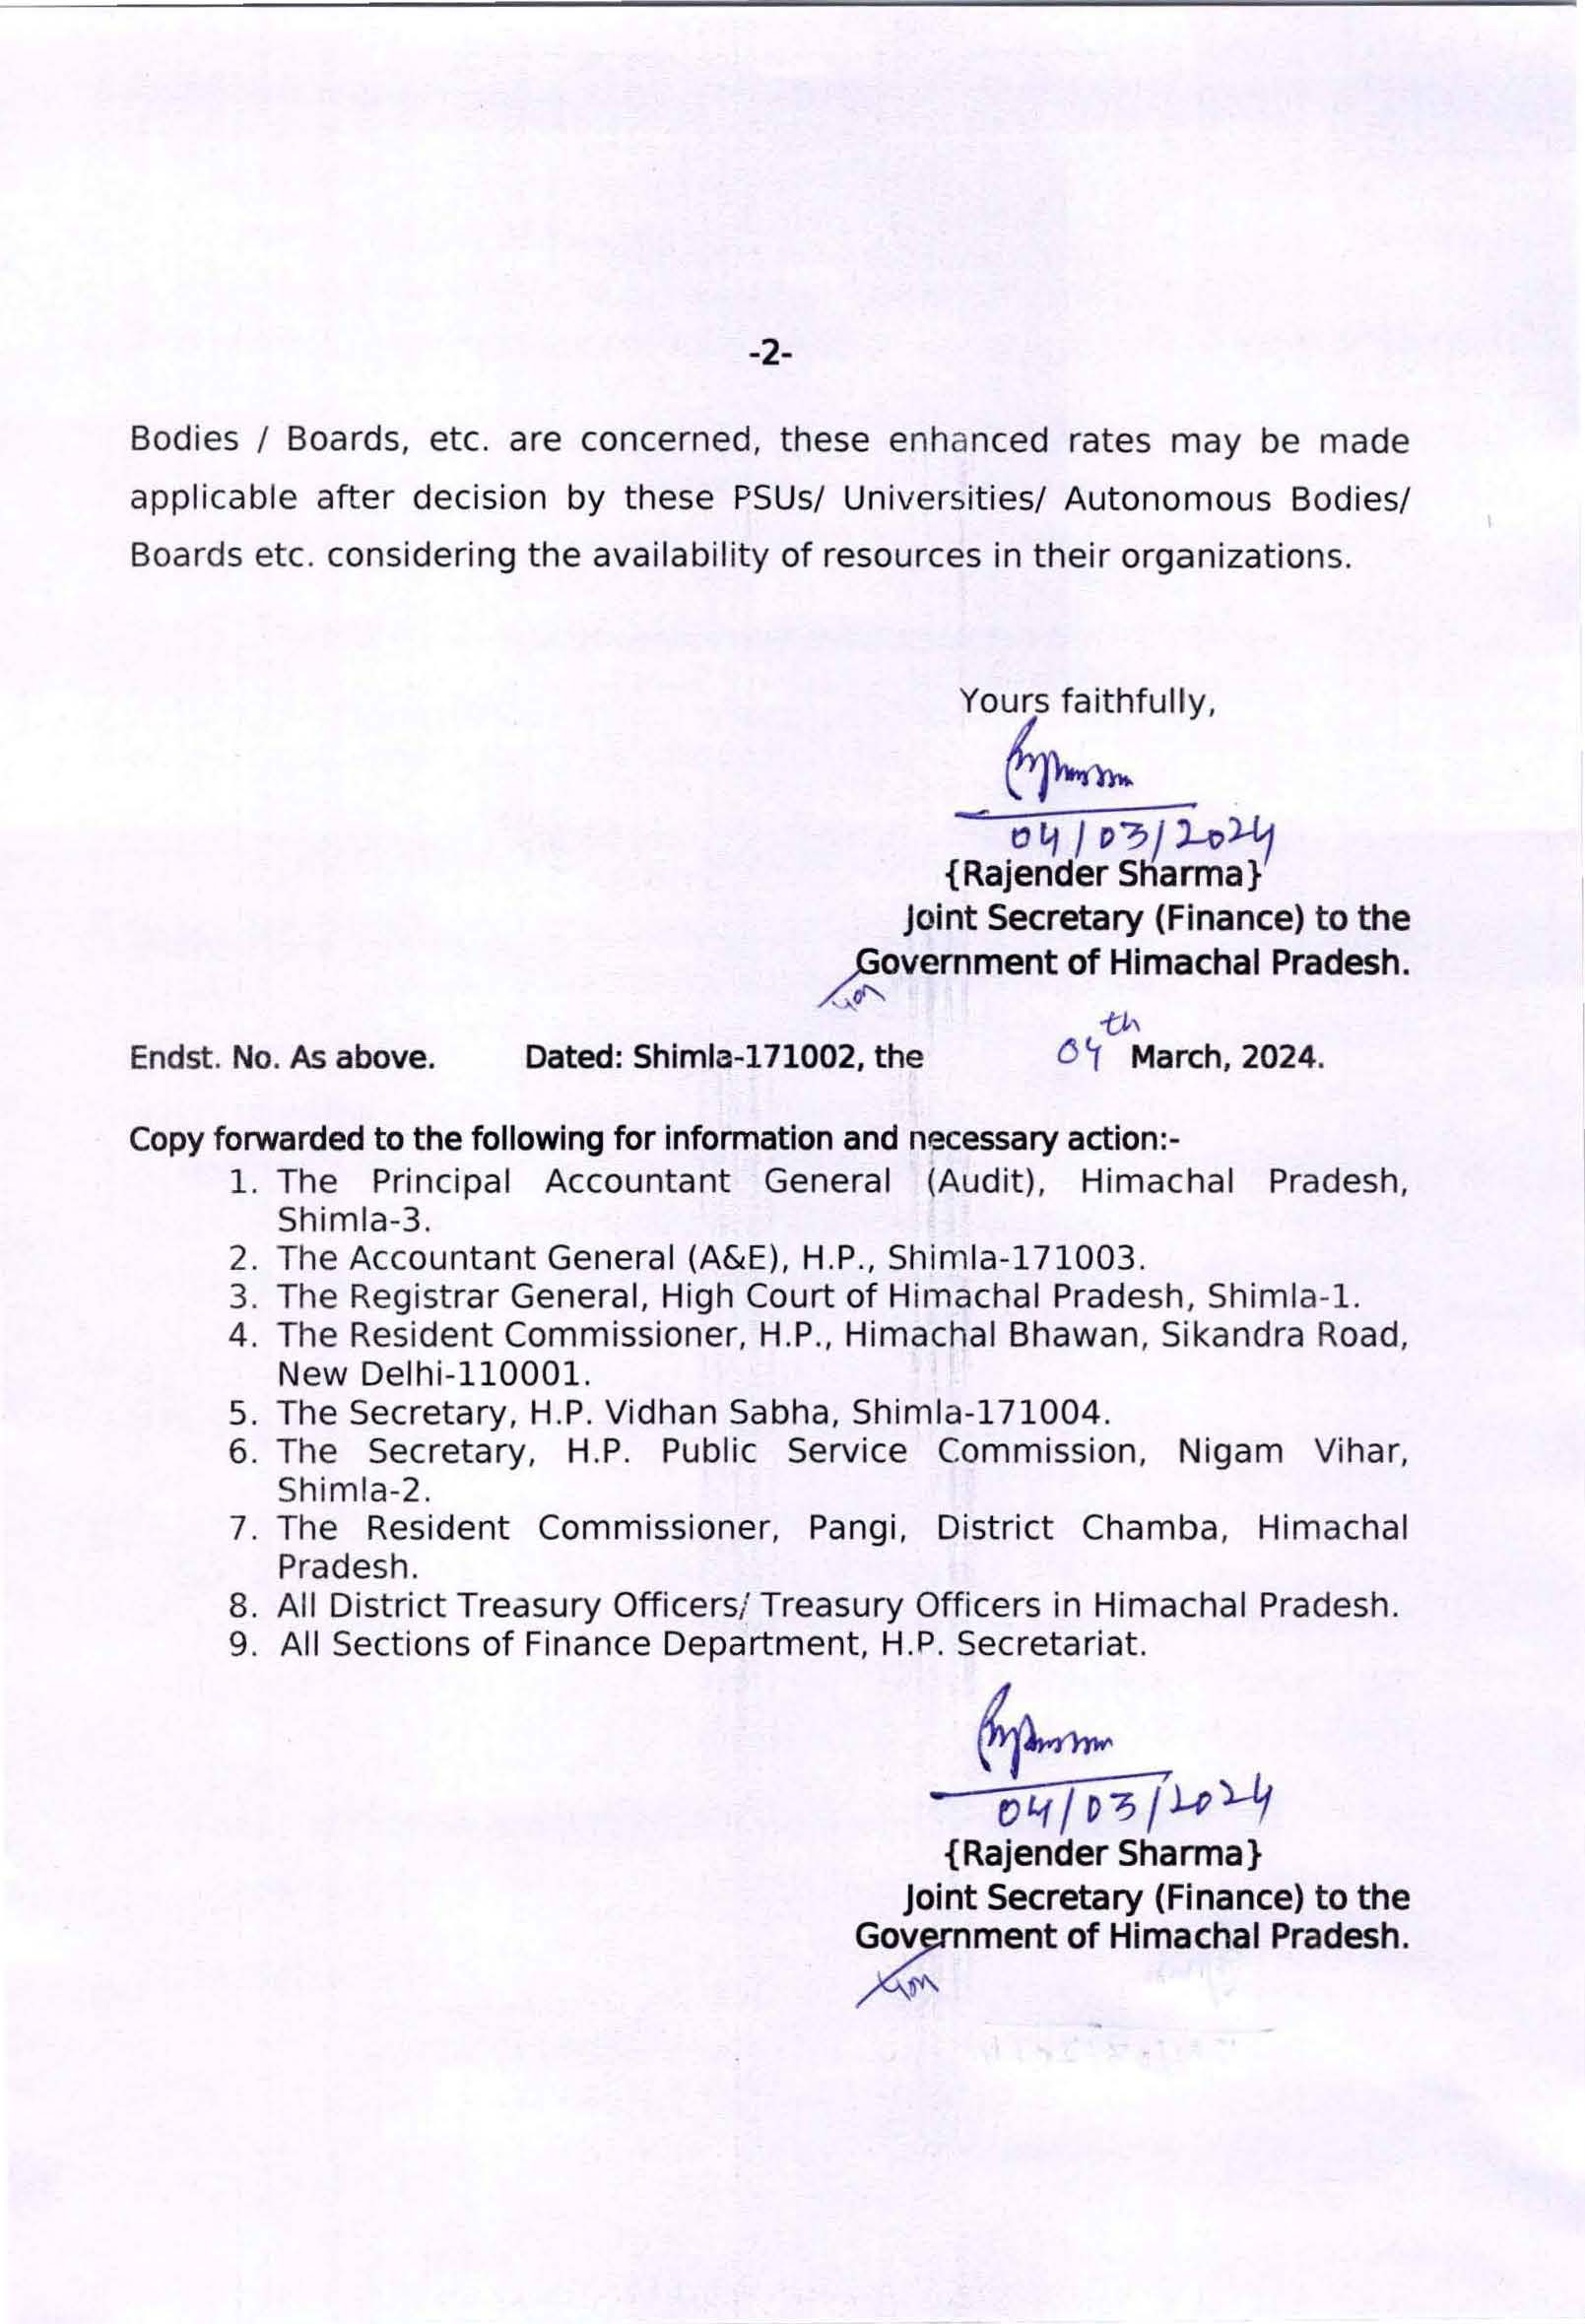 -2-
Bodies / Boards, etc. are concerned, these enhanced rates may be made
applicable after decision by these PSUs/ Universities/ Autonomous Bodies/
Boards etc. considering the availability of resources in their organizations.
Yours faithfully,
04/03/2024
{Rajender Sharma}
Joint Secretary (Finance) to the
Government of Himachal Pradesh.
Endst. No. As above. Dated: Shimla-171002, the 04th March, 2024.
Copy forwarded to the following for information and necessary action:-
1. The Principal Accountant General (Audit), Himachal Pradesh,
Shimla-3.
2. The Accountant General (A&E), H.P., Shimla-171003.
3. The Registrar General, High Court of Himachal Pradesh, Shimla-1.
4. The Resident Commissioner, H.P., Himachal Bhawan, Sikandra Road,
New Delhi-110001.
5. The Secretary, H.P. Vidhan Sabha, Shimla-171004.
6. The Secretary, H.P. Public Service Commission, Nigam Vihar,
Shimla-2.
7. The Resident Commissioner, Pangi, District Chamba, Himachal
Pradesh.
8. All District Treasury Officers/ Treasury Officers in Himachal Pradesh.
9. All Sections of Finance Department, H.P. Secretariat.
04/03/2024
{Rajender Sharma}
Joint Secretary (Finance) to the
Government of Himachal Pradesh.